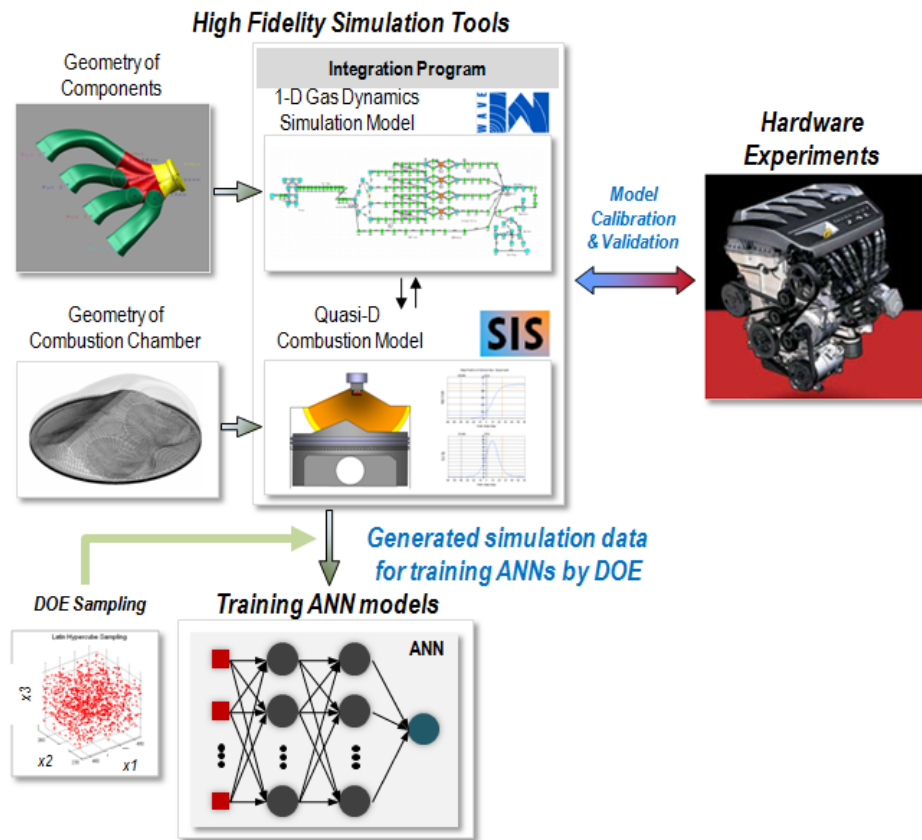 High Fidelity Simulation Tools
Geometry of
Components
Integration Program
1-D Gas Dynamics
Simulation Model
WAVE
Hardware
Experiments
Model
Calibration
& Validation
Geometry of
Combustion Chamber
Quasi-D
Combustion Model
SIS
Generated simulation data
for training ANNs by DOE
DOE Sampling
Training ANN models
Latin Hypercube Sampling
x3
x2
x1
ANN